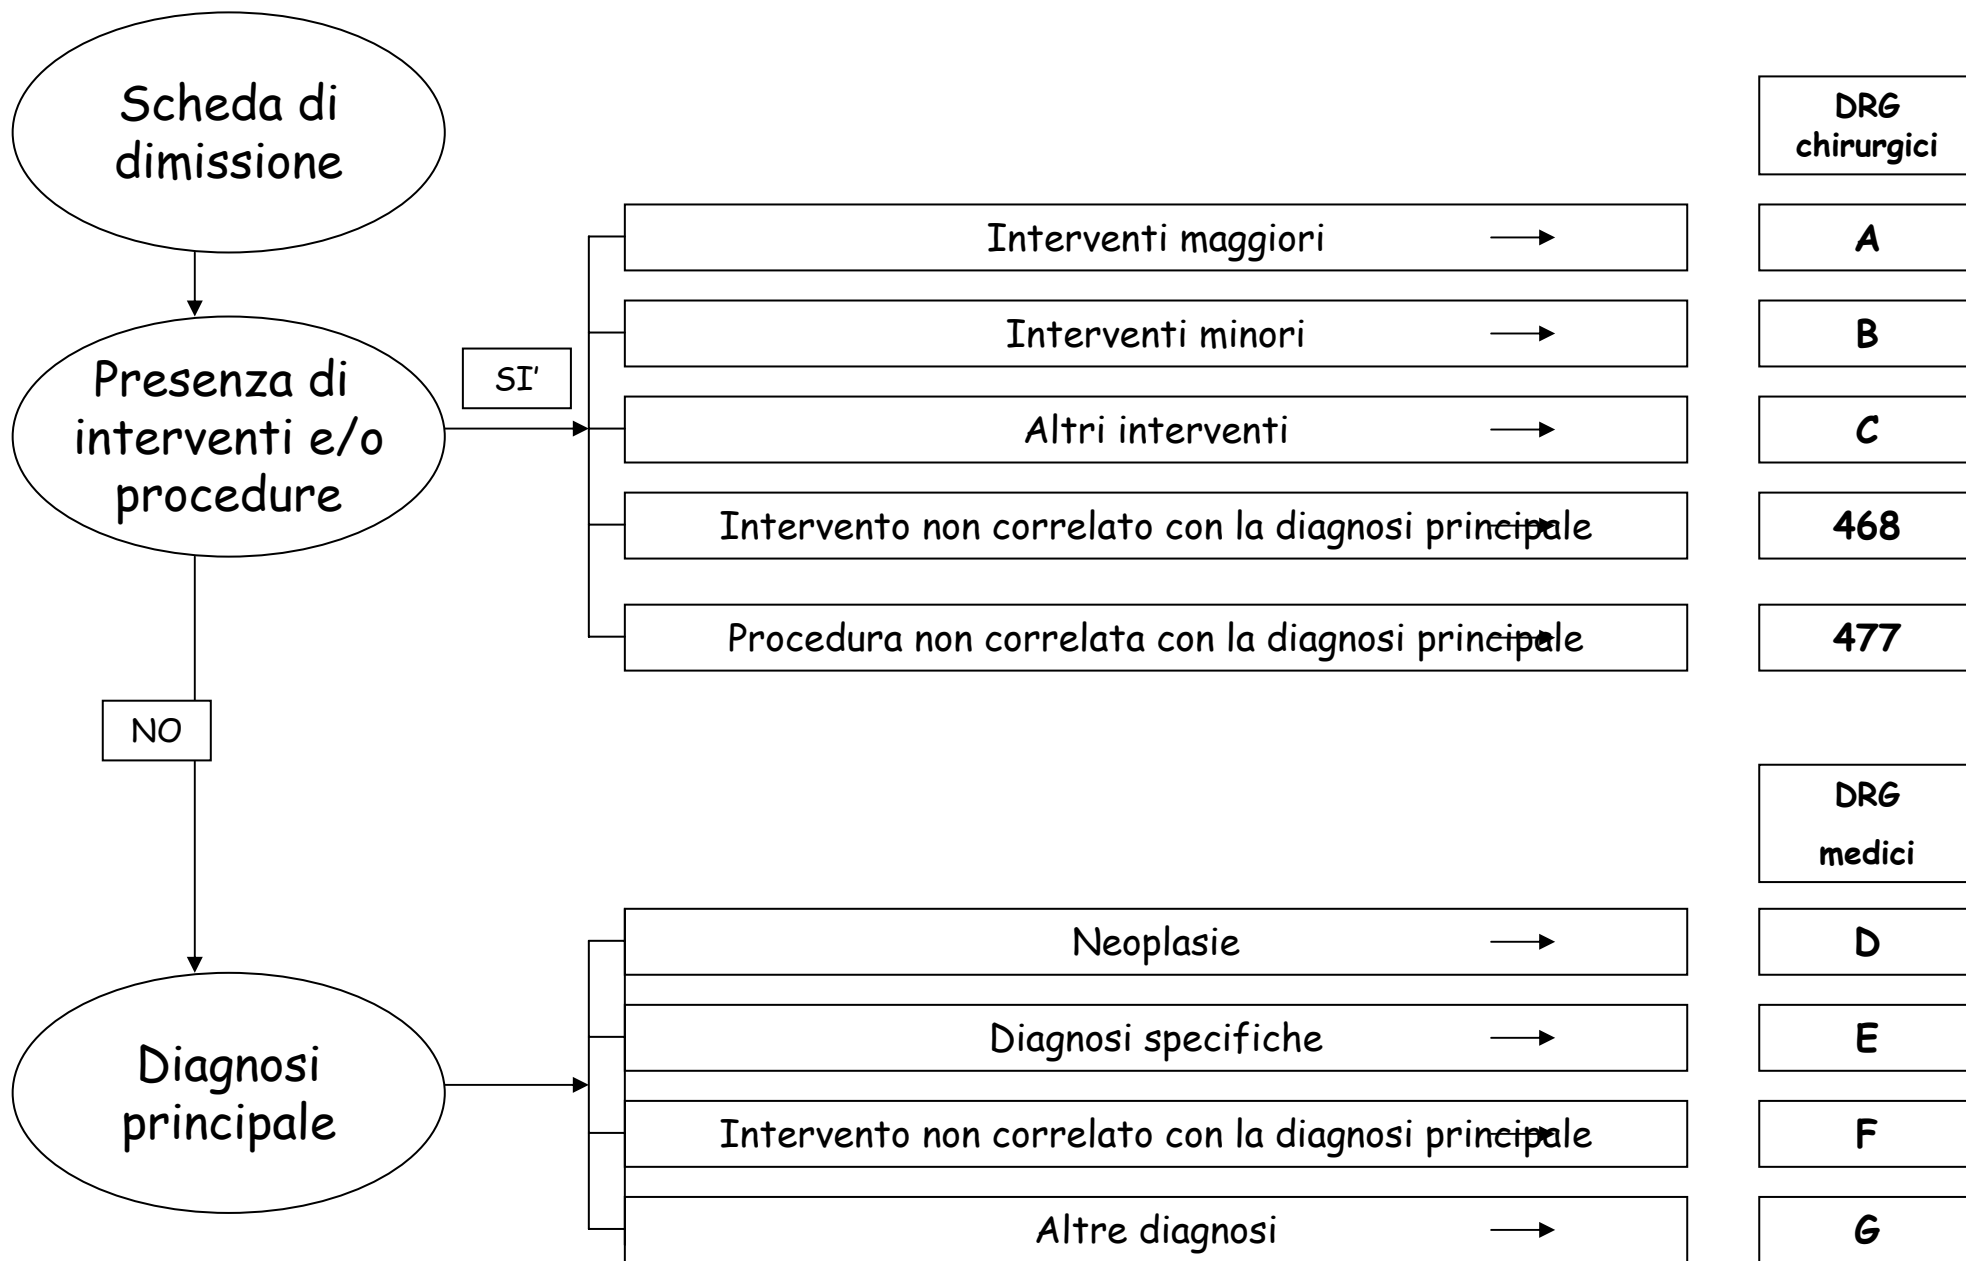 Scheda di
dimissione
DRG
chirurgici
Interventi maggiori
A
Interventi minori
B
Presenza di
interventi e/o
procedure
SI'
Altri interventi
C
Intervento non correlato con la diagnosi principale
468
Procedura non correlata con la diagnosi principale
477
NO
DRG
medici
Neoplasie
D
Diagnosi
principale
Diagnosi specifiche
E
Intervento non correlato con la diagnosi principale
F
Altre diagnosi
G